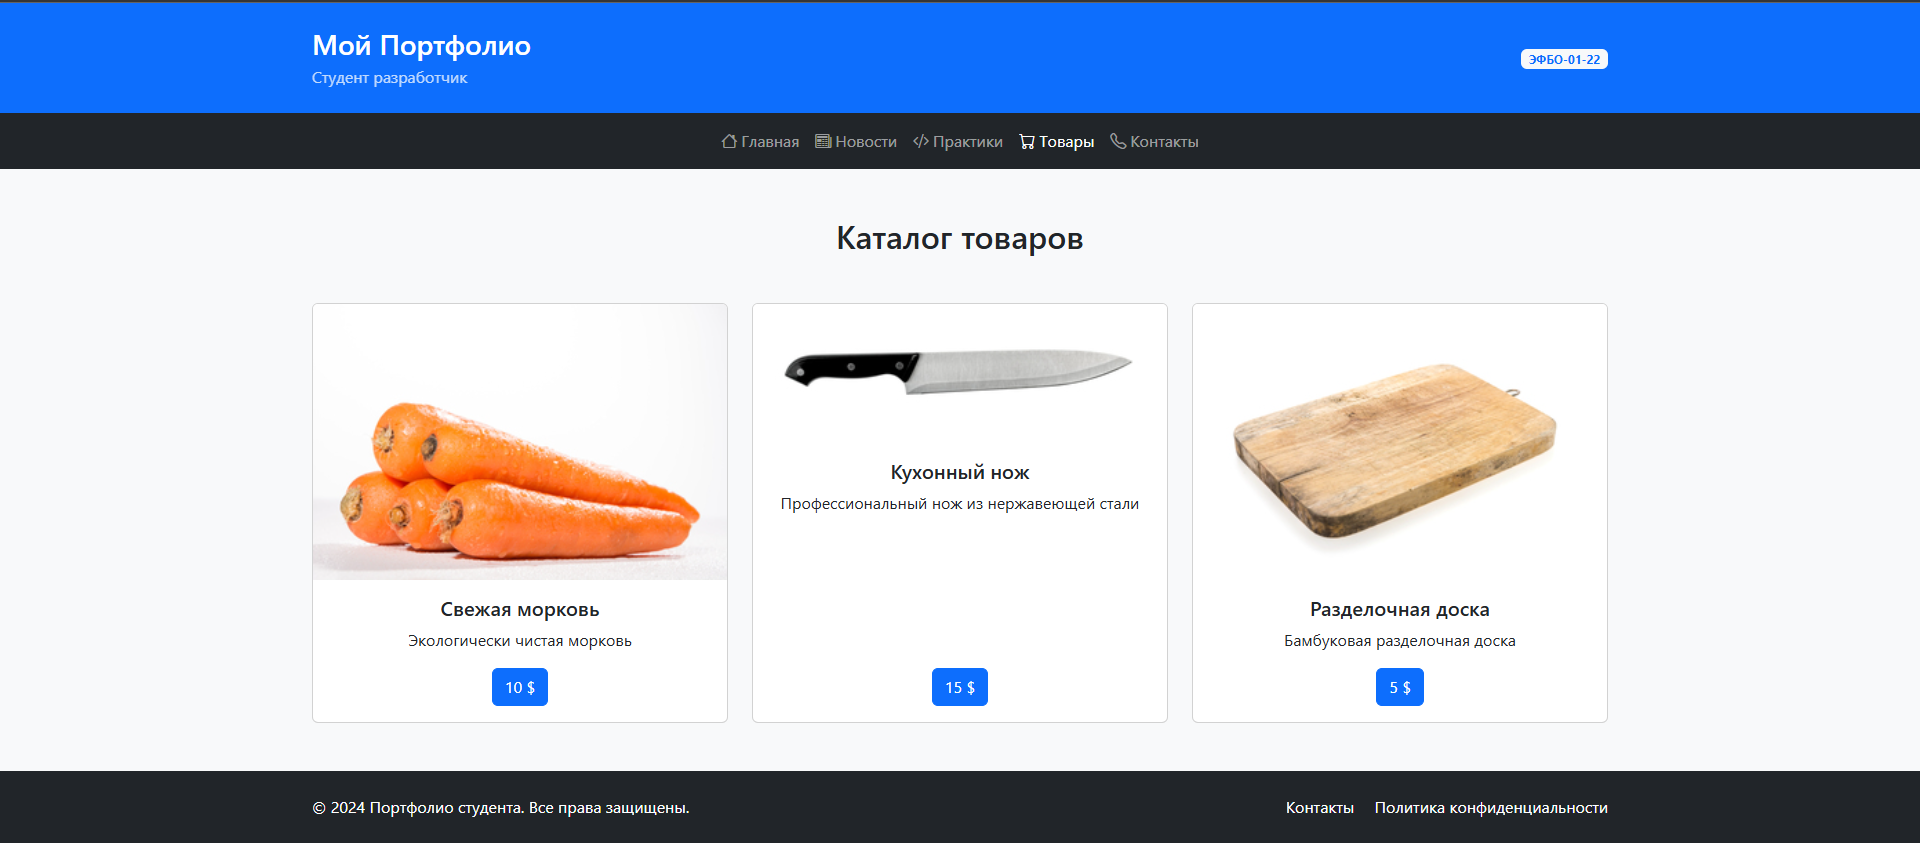 Мой Портфолио
Студент разработчик
ЭФБО-01-22
Главная Новости Практики Товары Контакты
Каталог товаров
Свежая морковь
Экологически чистая морковь
10 $
Кухонный нож
Профессиональный нож из нержавеющей стали
15 $
Разделочная доска
Бамбуковая разделочная доска
5 $
© 2024 Портфолио студента. Все права защищены.
Контакты Политика конфиденциальности